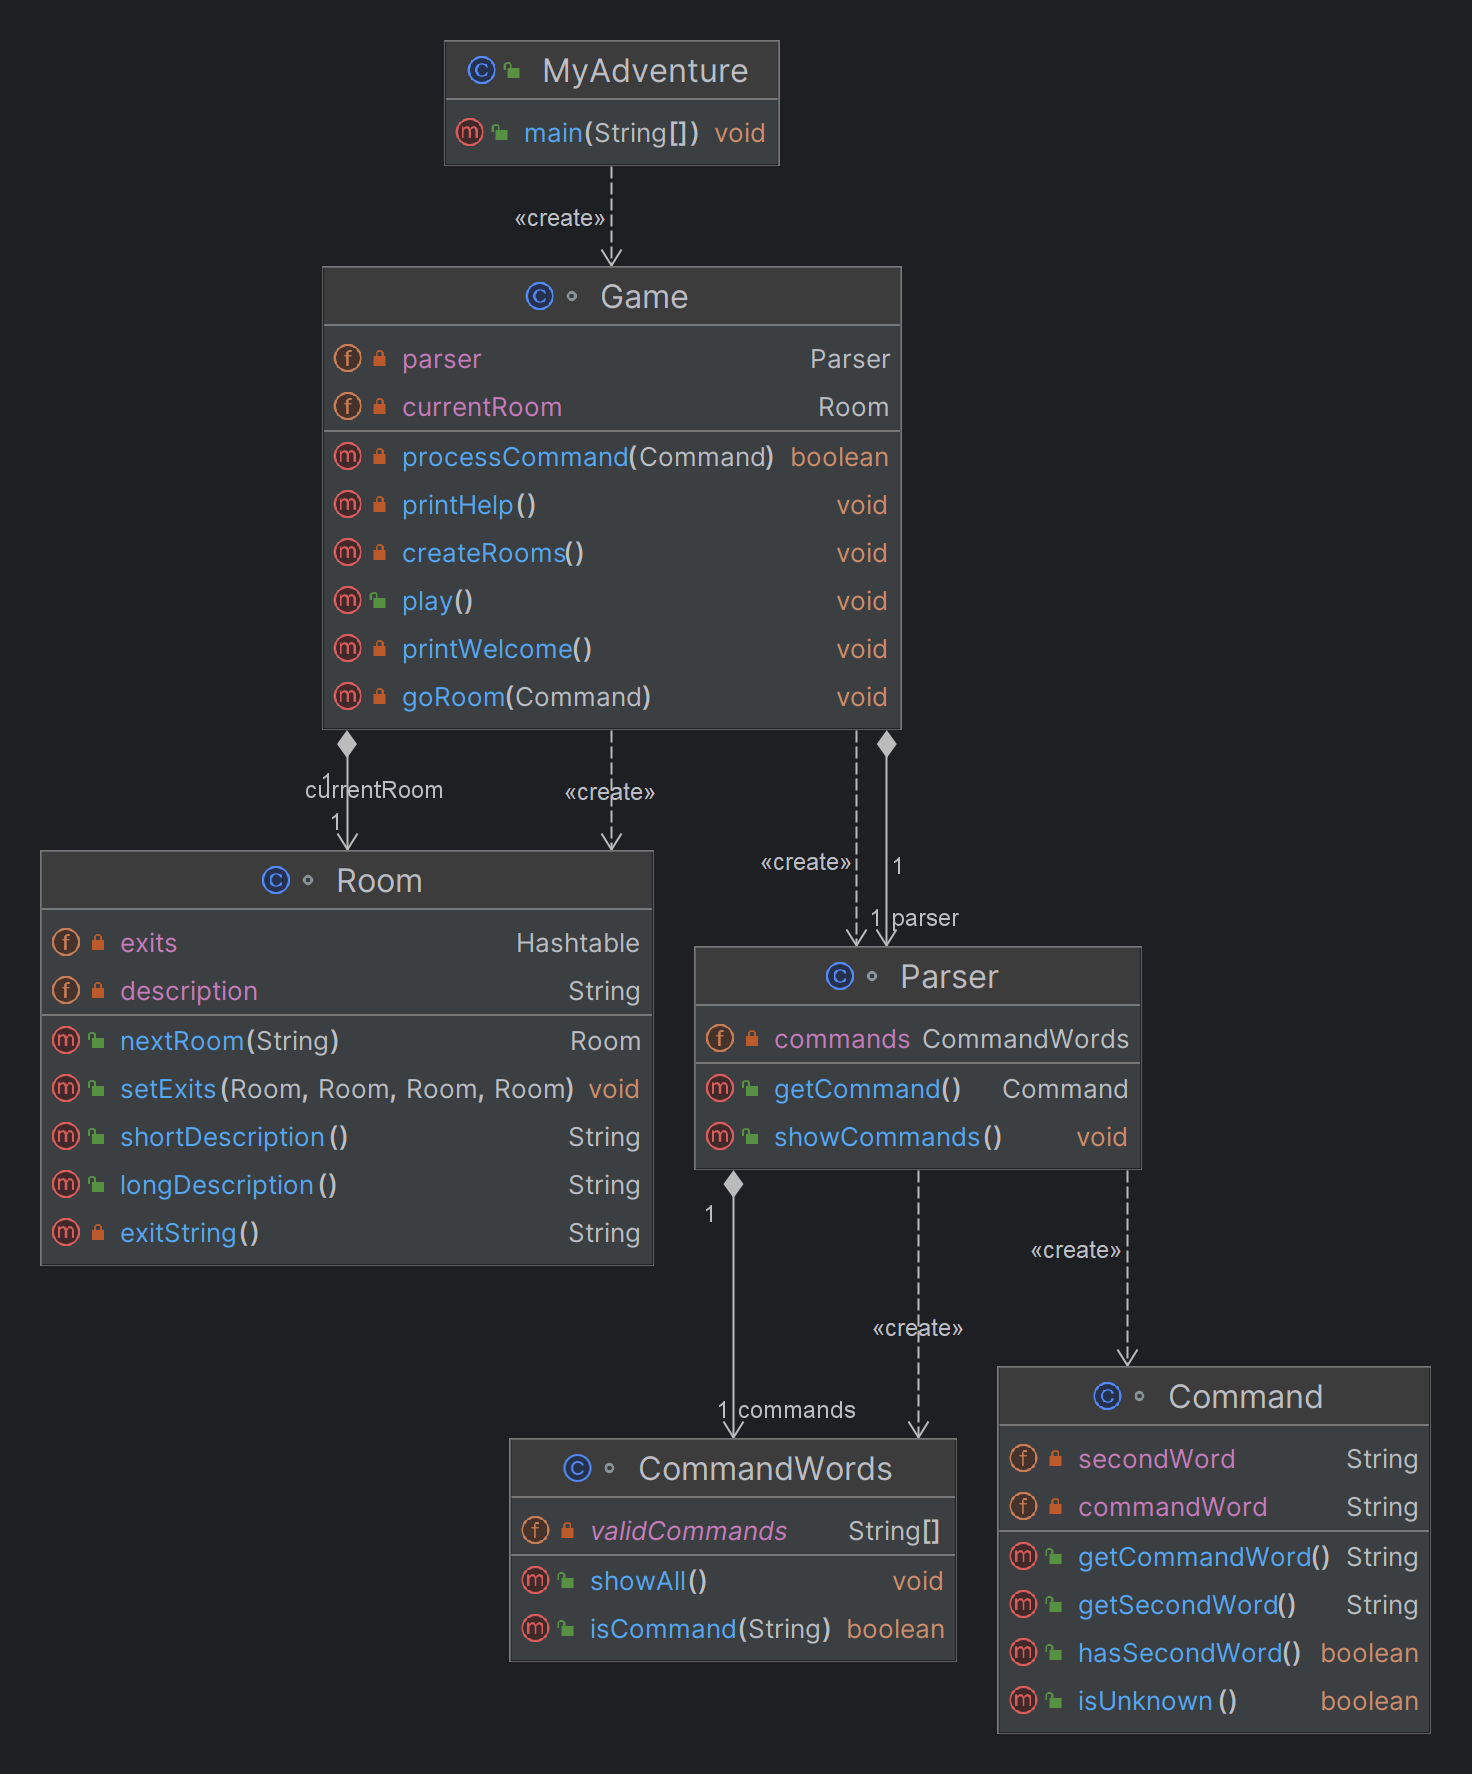 MyAdventure
main(String[]) void
«create»
Game
parser Parser
currentRoom Room
processCommand(Command) boolean
printHelp() void
createRooms() void
play() void
printWelcome() void
goRoom(Command) void
1
currentRoom
1
«create»
«create»
1
1 parser
Room
exits Hashtable
description String
nextRoom(String) Room
setExits(Room, Room, Room, Room) void
shortDescription() String
longDescription() String
exitString() String
Parser
commands CommandWords
getCommand() Command
showCommands() void
1
«create»
«create»
1 commands
CommandWords
validCommands String[]
showAll() void
isCommand(String) boolean
Command
secondWord String
commandWord String
getCommandWord() String
getSecondWord() String
hasSecondWord() boolean
isUnknown() boolean